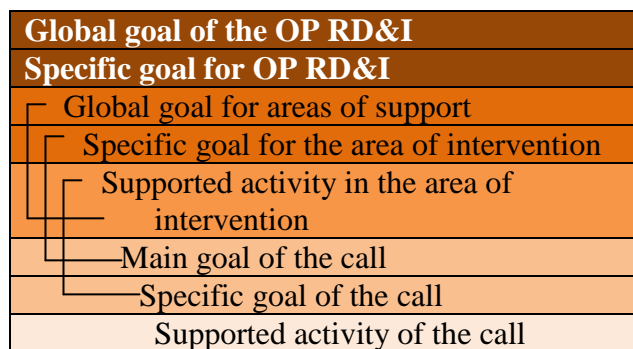 Global goal of the OP RD&I
Specific goal for OP RD&I
Global goal for areas of support
Specific goal for the area of intervention
Supported activity in the area of
intervention
Main goal of the call
Specific goal of the call
Supported activity of the call